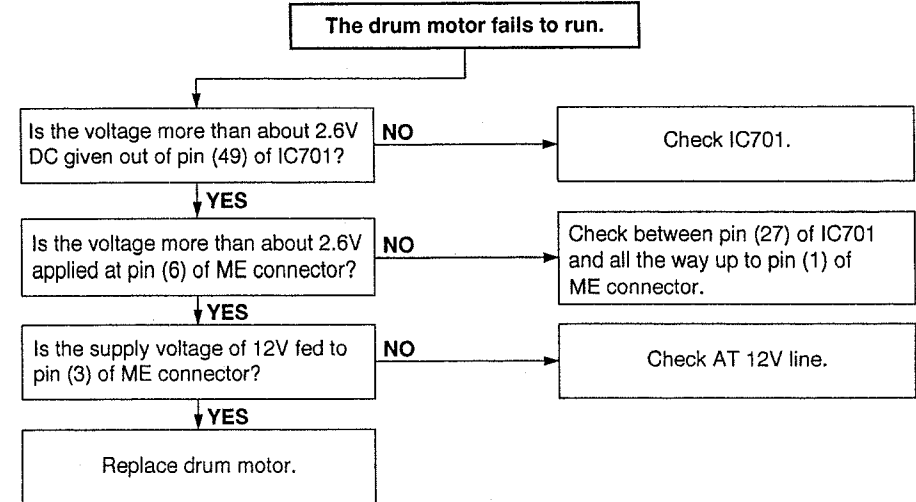 The drum motor fails to run.
Is the voltage more than about 2.6V
DC given out of pin (49) of IC701?
NO
Check IC701.
YES
Is the voltage more than about 2.6V
applied at pin (6) of ME connector?
NO
Check between pin (27) of IC701
and all the way up to pin (1) of
ME connector.
YES
Is the supply voltage of 12V fed to
pin (3) of ME connector?
NO
Check AT 12V line.
YES
Replace drum motor.